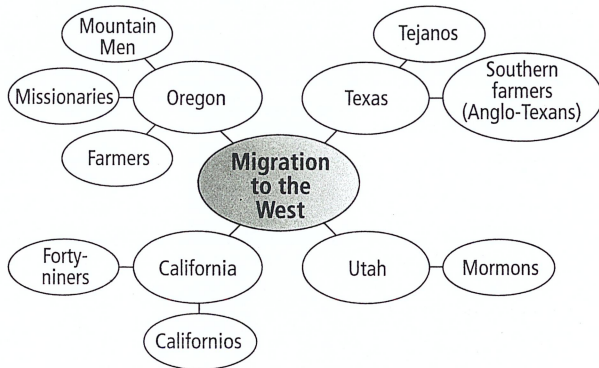 Mountain
Men
Tejanos
Missionaries
Oregon
Texas
Southern
farmers
(Anglo-Texans)
Farmers
Migration
to the
West
Forty-
niners
California
Utah
Mormons
Californios